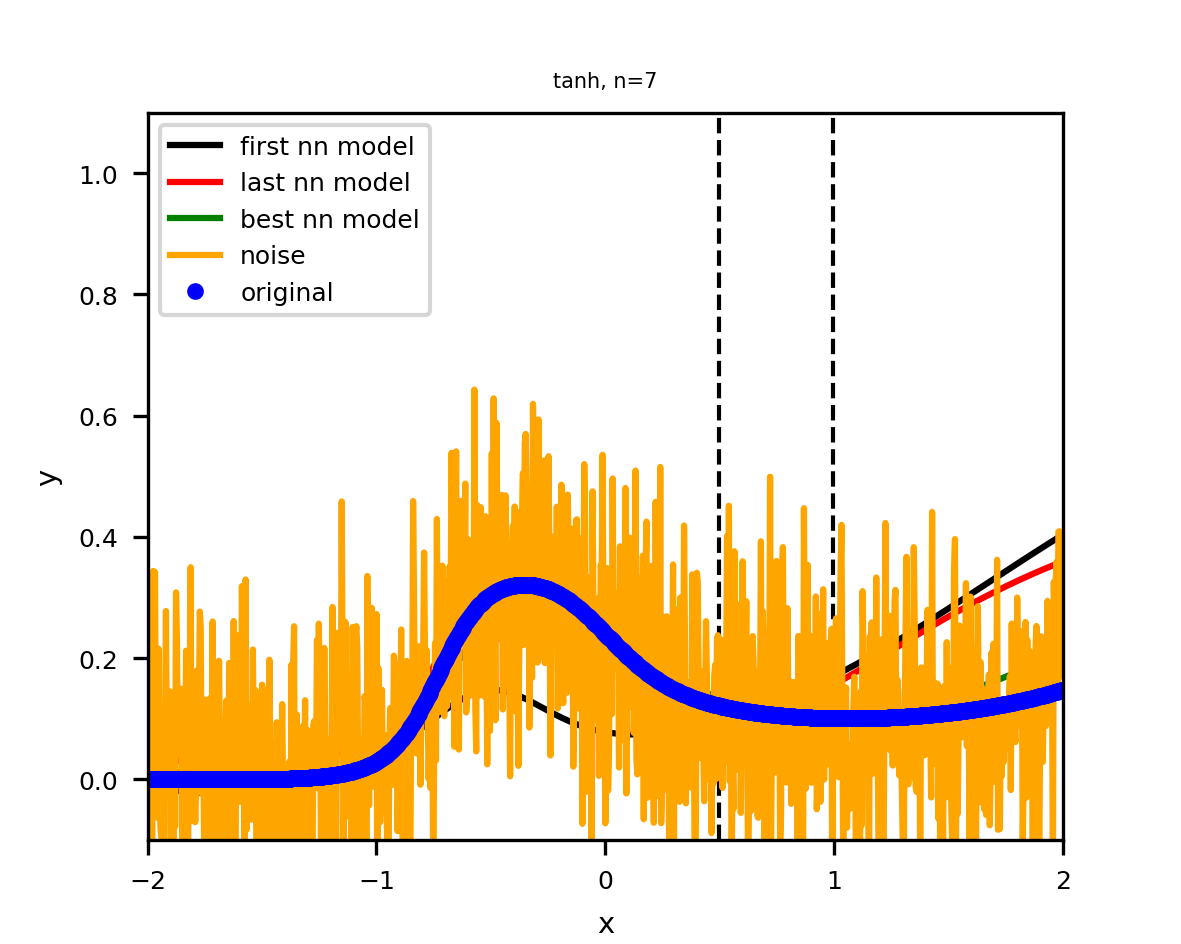 tanh, n=7
first nn model
last nn model
best nn model
noise
original
y
1.0
0.8
0.6
0.4
0.2
0.0
−2
−1
0
1
2
x